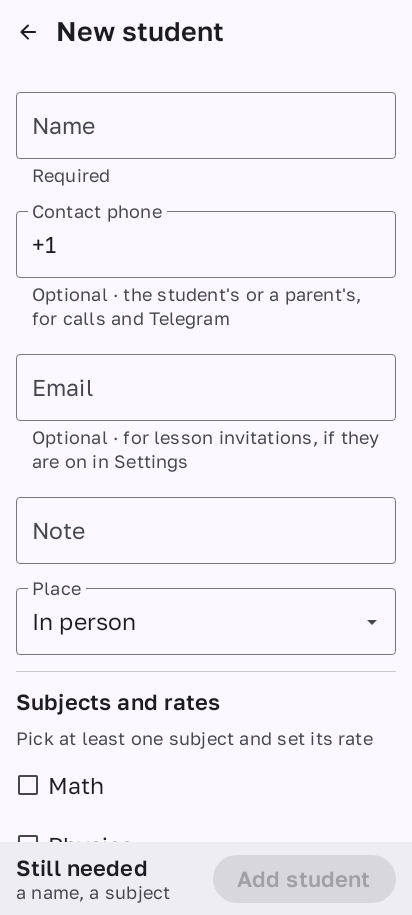 New student
Name
Required
Contact phone
+1
Optional · the student's or a parent's,
for calls and Telegram
Email
Optional · for lesson invitations, if they
are on in Settings
Note
Place
In person
Subjects and rates
Pick at least one subject and set its rate
Math
Still needed
a name, a subject
Add student